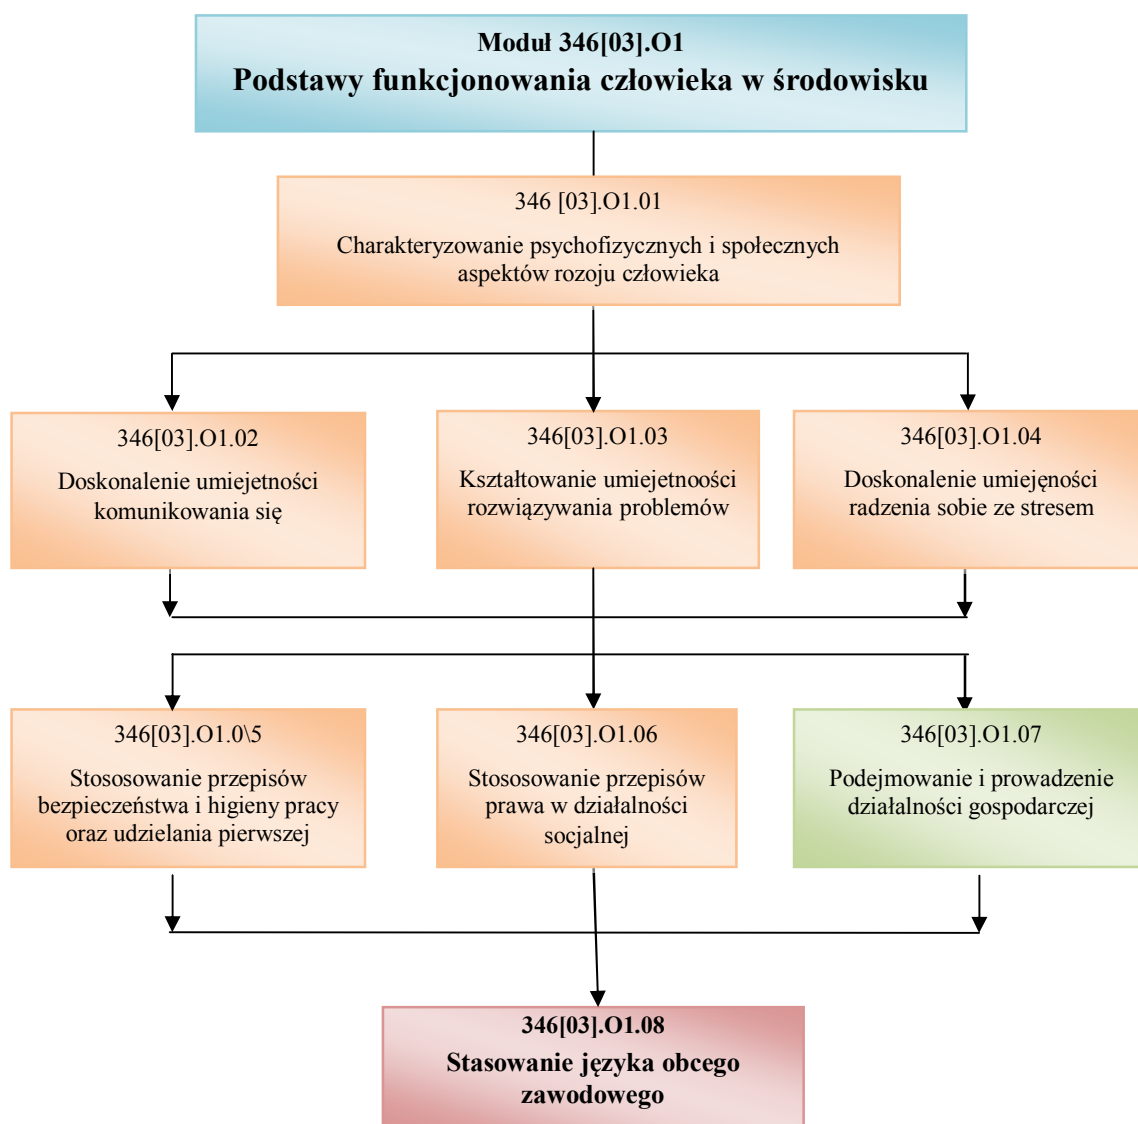 Moduł 346[03].O1
Podstawy funkcjonowania człowieka w środowisku
346 [03].O1.01
Charakteryzowanie psychofizycznych i społecznych
aspektów rozoju człowieka
346[03].O1.02
Doskonalenie umiejetności
komunikowania się
346[03].O1.03
Kształtowanie umiejetnoości
rozwiązywania problemów
346[03].O1.04
Doskonalenie umiejęności
radzenia sobie ze stresem
346[03].O1.0\5
Stososowanie przepisów
bezpieczeństwa i higieny pracy
oraz udzielania pierwszej
346[03].O1.06
Stososowanie przepisów
prawa w działalności
socjalnej
346[03].O1.07
Podejmowanie i prowadzenie
działalności gospodarczej
346[03].O1.08
Stasowanie języka obcego
zawodowego